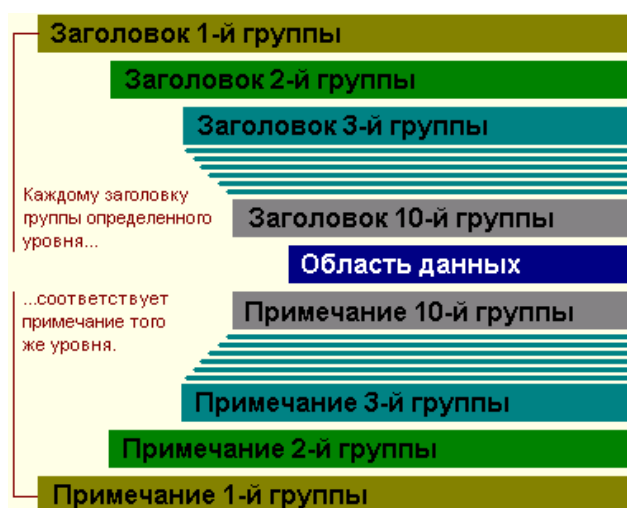 Заголовок 1-й группы
Заголовок 2-й группы
Заголовок 3-й группы
Каждому заголовку
группы определенного
уровня...
Заголовок 10-й группы
Область данных
...соответствует
примечание того
же уровня.
Примечание 10-й группы
Примечание 3-й группы
Примечание 2-й группы
Примечание 1-й группы